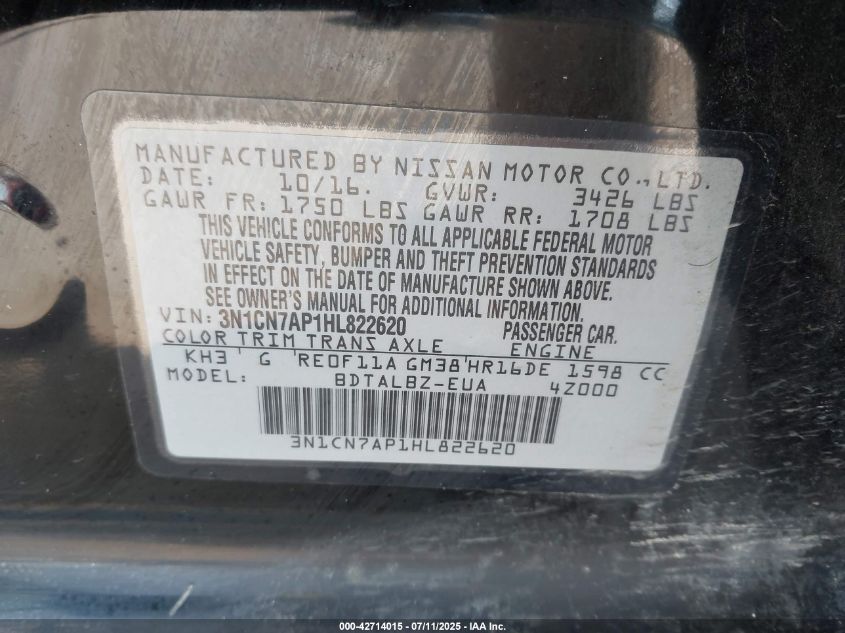 MANUFACTURED BY NISSAN MOTOR CO.,LTD.
DATE: 10/16. GVWR: 3426 LBS
GAWR FR: 1750 LBS GAWR RR: 1708 LBS
THIS VEHICLE CONFORMS TO ALL APPLICABLE FEDERAL MOTOR
VEHICLE SAFETY, BUMPER AND THEFT PREVENTION STANDARDS
IN EFFECT ON THE DATE OF MANUFACTURE SHOWN ABOVE.
SEE OWNER'S MANUAL FOR ADDITIONAL INFORMATION.
VIN: 3N1CN7AP1HL822620 PASSENGER CAR.
COLOR TRIM TRANS AXLE ENGINE
KH3 ' G 'RE0F11A GM38'HR16DE 1598 CC
MODEL: BDTALBZ-EUA 4Z000
3N1CN7AP1HL822620
000-42714015 - 07/11/2025 - IAA Inc.